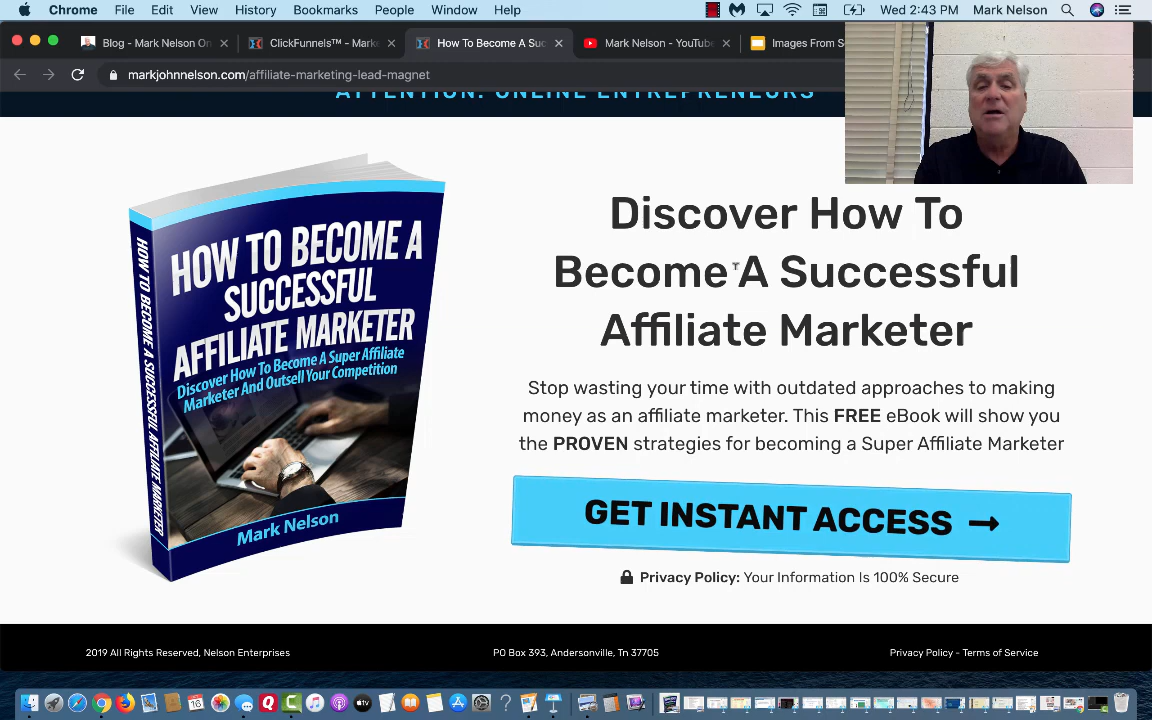 Chrome File Edit View History Bookmarks People Window Help Wed 2:43 PM Mark Nelson
Blog - Mark Nelson On
ClickFunnels™ - Mark
How To Become A Suc
Mark Nelson - YouTube
Images From S
markjohnnelson.com/affiliate-marketing-lead-magnet
ATTENTION: ONLINE ENTREPRENEURS
HOW TO BECOME A SUCCESSFUL AFFILIATE MARKETER
HOW TO BECOME A
SUCCESSFUL
AFFILIATE MARKETER
Discover How To Become A Super Affiliate
Marketer And Outsell Your Competition
Mark Nelson
Discover How To
Become A Successful
Affiliate Marketer
Stop wasting your time with outdated approaches to making
money as an affiliate marketer. This FREE eBook will show you
the PROVEN strategies for becoming a Super Affiliate Marketer
GET INSTANT ACCESS →
Privacy Policy: Your Information Is 100% Secure
2019 All Rights Reserved, Nelson Enterprises
PO Box 393, Andersonville, Tn 37705
Privacy Policy - Terms of Service